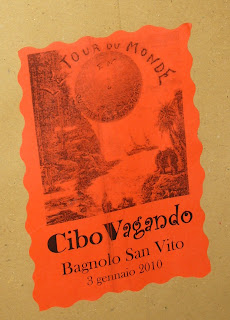 TOUR DU MONDE
Cibo Vagando
Bagnolo San Vito
3 gennaio 2010